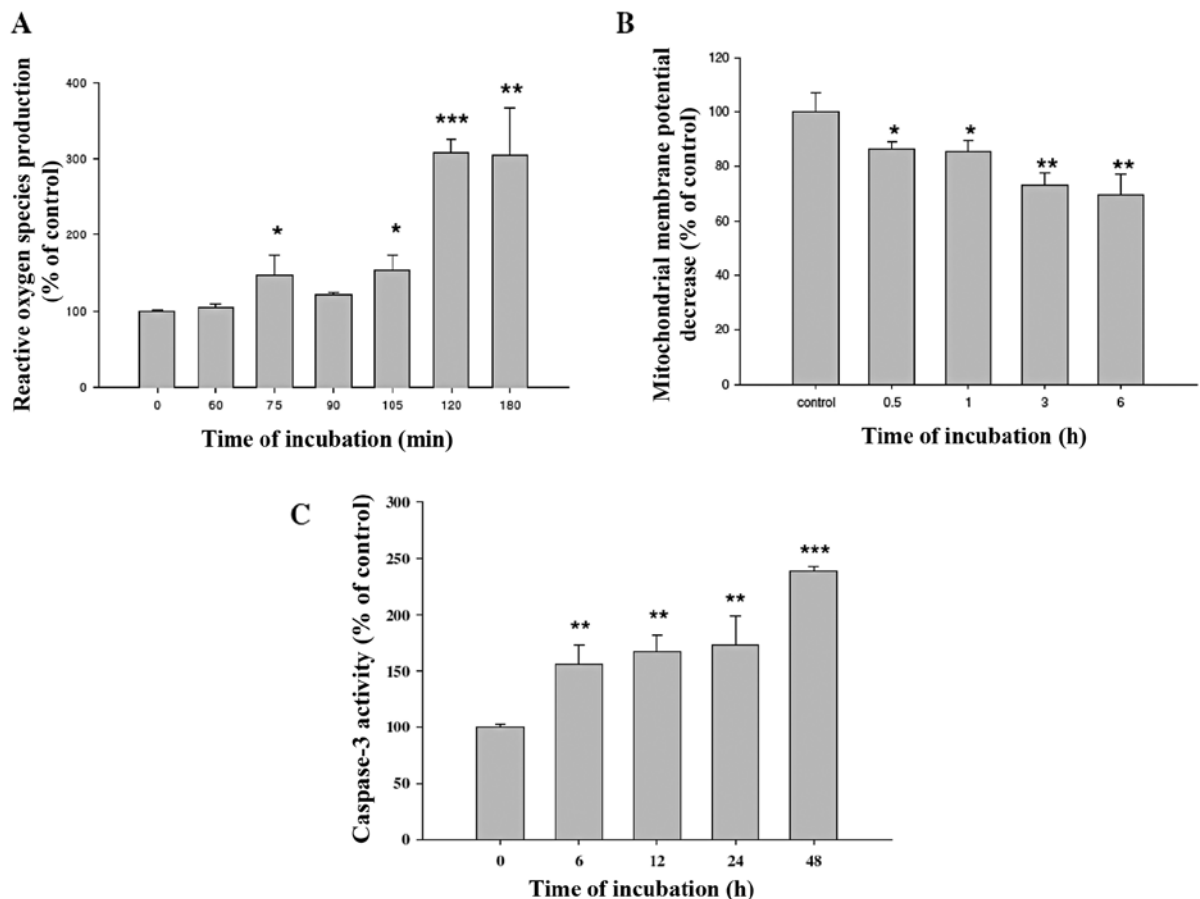 A
Reactive oxygen species production
(% of control)
400
300
200
100
0
*
*
***
**
0 60 75 90 105 120 180
Time of incubation (min)
B
Mitochondrial membrane potential
decrease (% of control)
120
100
80
60
40
20
0
*
*
**
**
control 0.5 1 3 6
Time of incubation (h)
C
Caspase-3 activity (% of control)
300
250
200
150
100
50
0
**
**
**
***
0 6 12 24 48
Time of incubation (h)